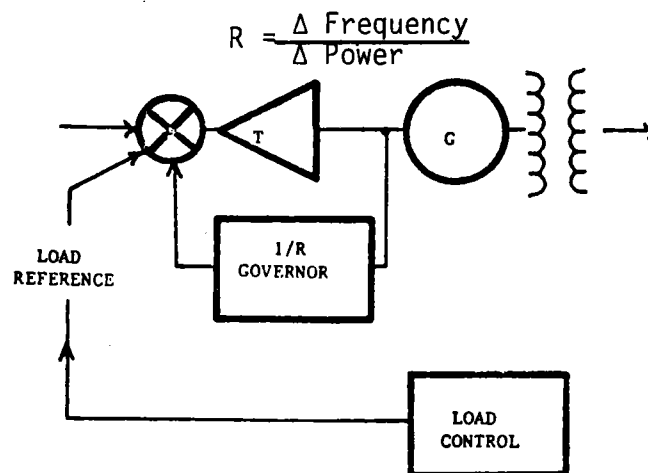 R = Δ Frequency
Δ Power
T
G
1/R
GOVERNOR
LOAD
REFERENCE
LOAD
CONTROL